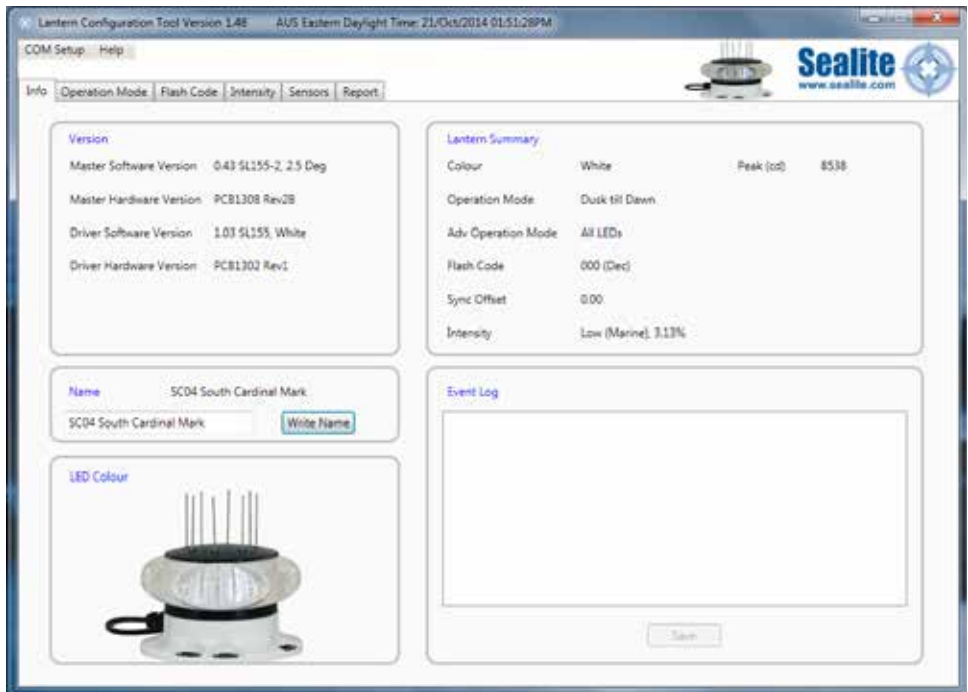 Lantern Configuration Tool Version 1.48 AUS Eastern Daylight Time: 21/Oct/2014 01:51:28PM
COM Setup Help
Sealite
www.sealite.com
Info Operation Mode Flash Code Intensity Sensors Report
Version
Master Software Version 0.43 SL155-2, 2.5 Deg
Master Hardware Version PCB1308 Rev2B
Driver Software Version 1.03 SL155, White
Driver Hardware Version PCB1302 Rev1
Lantern Summary
Colour White Peak (cd) 8538
Operation Mode Dusk till Dawn
Adv Operation Mode All LEDs
Flash Code 000 (Dec)
Sync Offset 0.00
Intensity Low (Marine), 3.13%
Name SC04 South Cardinal Mark
SC04 South Cardinal Mark Write Name
LED Colour
Event Log
Save